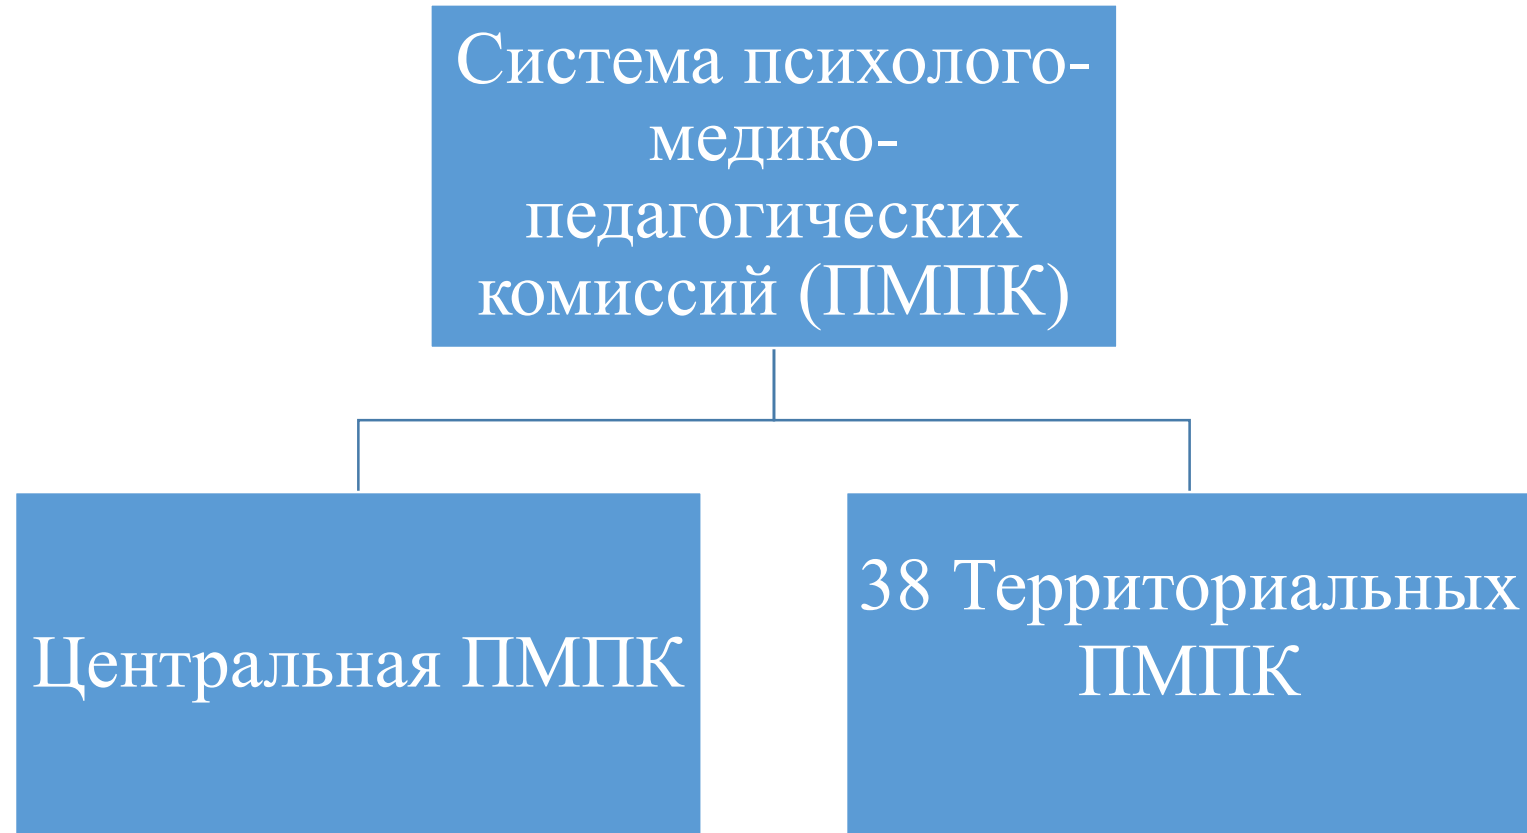 Система психолого-
медико-
педагогических
комиссий (ПМПК)
Центральная ПМПК
38 Территориальных
ПМПК